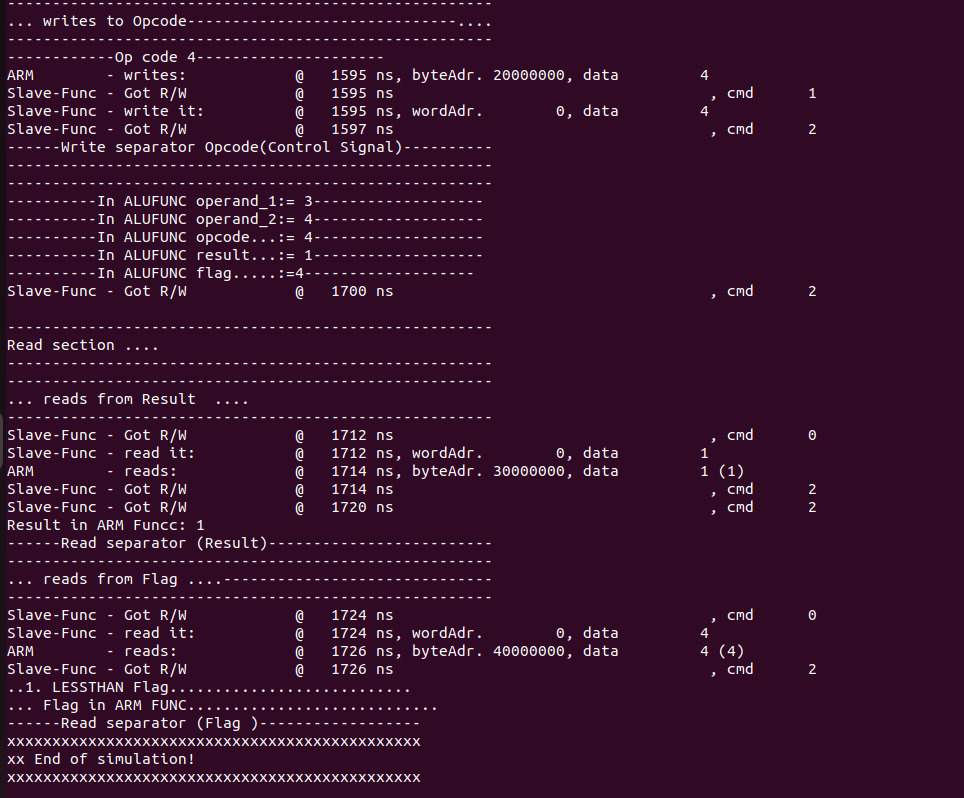 ------------------------------------------------------
... writes to Opcode------------------------------....
------------------------------------------------------
------------Op code 4---------------------
ARM        - writes:            @   1595 ns, byteAdr. 20000000, data         4
Slave-Func - Got R/W            @   1595 ns                                   , cmd      1
Slave-Func - write it:          @   1595 ns, wordAdr.        0, data         4
Slave-Func - Got R/W            @   1597 ns                                   , cmd      2
------Write separator Opcode(Control Signal)----------
------------------------------------------------------
------------------------------------------------------
----------In ALUFUNC operand_1:= 3-------------------
----------In ALUFUNC operand_2:= 4-------------------
----------In ALUFUNC opcode...:= 4-------------------
----------In ALUFUNC result...:= 1-------------------
----------In ALUFUNC flag.....:=4-------------------
Slave-Func - Got R/W            @   1700 ns                                   , cmd      2
------------------------------------------------------
Read section ....
------------------------------------------------------
------------------------------------------------------
... reads from Result  ....
------------------------------------------------------
Slave-Func - Got R/W            @   1712 ns                                   , cmd      0
Slave-Func - read it:           @   1712 ns, wordAdr.        0, data         1
ARM        - reads:             @   1714 ns, byteAdr. 30000000, data         1 (1)
Slave-Func - Got R/W            @   1714 ns                                   , cmd      2
Slave-Func - Got R/W            @   1720 ns                                   , cmd      2
Result in ARM Funcc: 1
------Read separator (Result)-------------------------
------------------------------------------------------
... reads from Flag ....------------------------------
------------------------------------------------------
Slave-Func - Got R/W            @   1724 ns                                   , cmd      0
Slave-Func - read it:           @   1724 ns, wordAdr.        0, data         4
ARM        - reads:             @   1726 ns, byteAdr. 40000000, data         4 (4)
Slave-Func - Got R/W            @   1726 ns                                   , cmd      2
..1. LESSTHAN Flag...........................
... Flag in ARM FUNC............................
------Read separator (Flag )------------------
xxxxxxxxxxxxxxxxxxxxxxxxxxxxxxxxxxxxxxxxxxxxxx
xx End of simulation!
xxxxxxxxxxxxxxxxxxxxxxxxxxxxxxxxxxxxxxxxxxxxxx